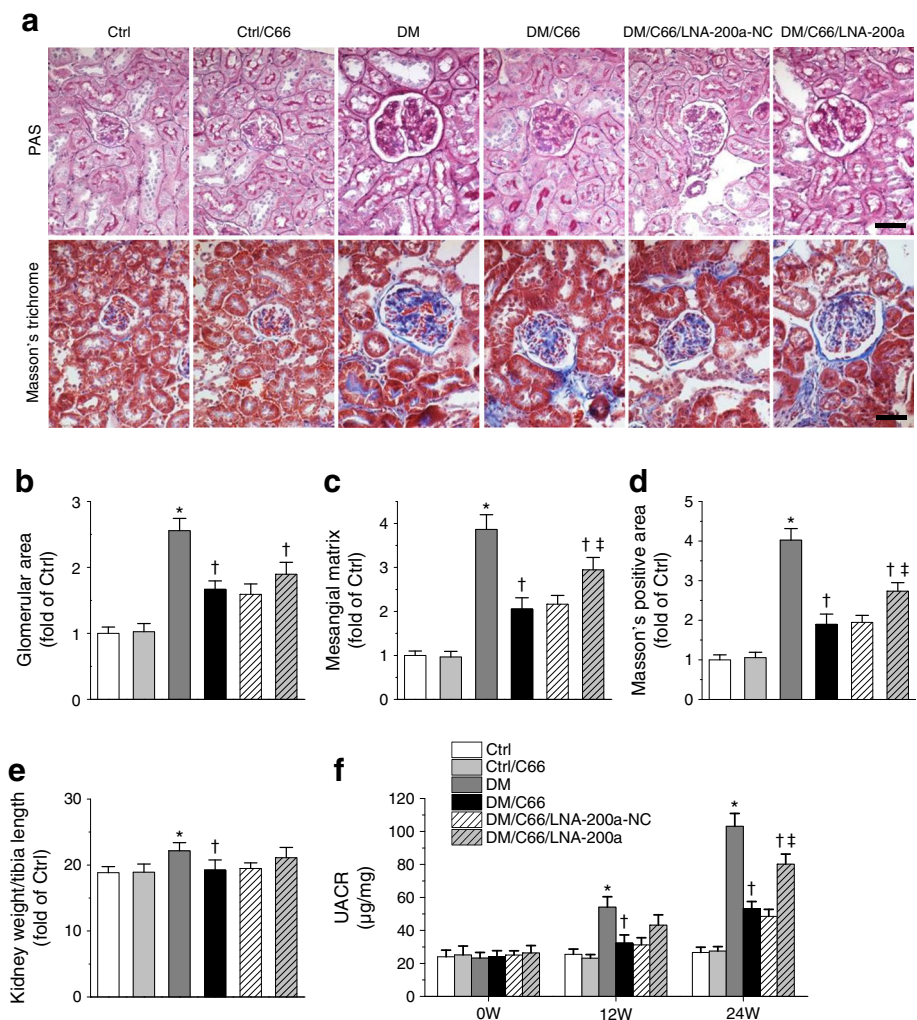 a
Ctrl
Ctrl/C66
DM
DM/C66
DM/C66/LNA-200a-NC
DM/C66/LNA-200a
PAS
Masson's trichrome
b
Glomerular area
(fold of Ctrl)
3
2
1
0
*
†
†
c
Mesangial matrix
(fold of Ctrl)
4
2
0
*
†
† ‡
d
Masson's positive area
(fold of Ctrl)
5
4
3
2
1
0
*
†
† ‡
e
Kidney weight/tibia length
(fold of Ctrl)
30
20
10
0
*
†
f
Ctrl
Ctrl/C66
DM
DM/C66
DM/C66/LNA-200a-NC
DM/C66/LNA-200a
UACR
(µg/mg)
120
100
80
60
40
20
0
*
†
*
†
† ‡
0W
12W
24W